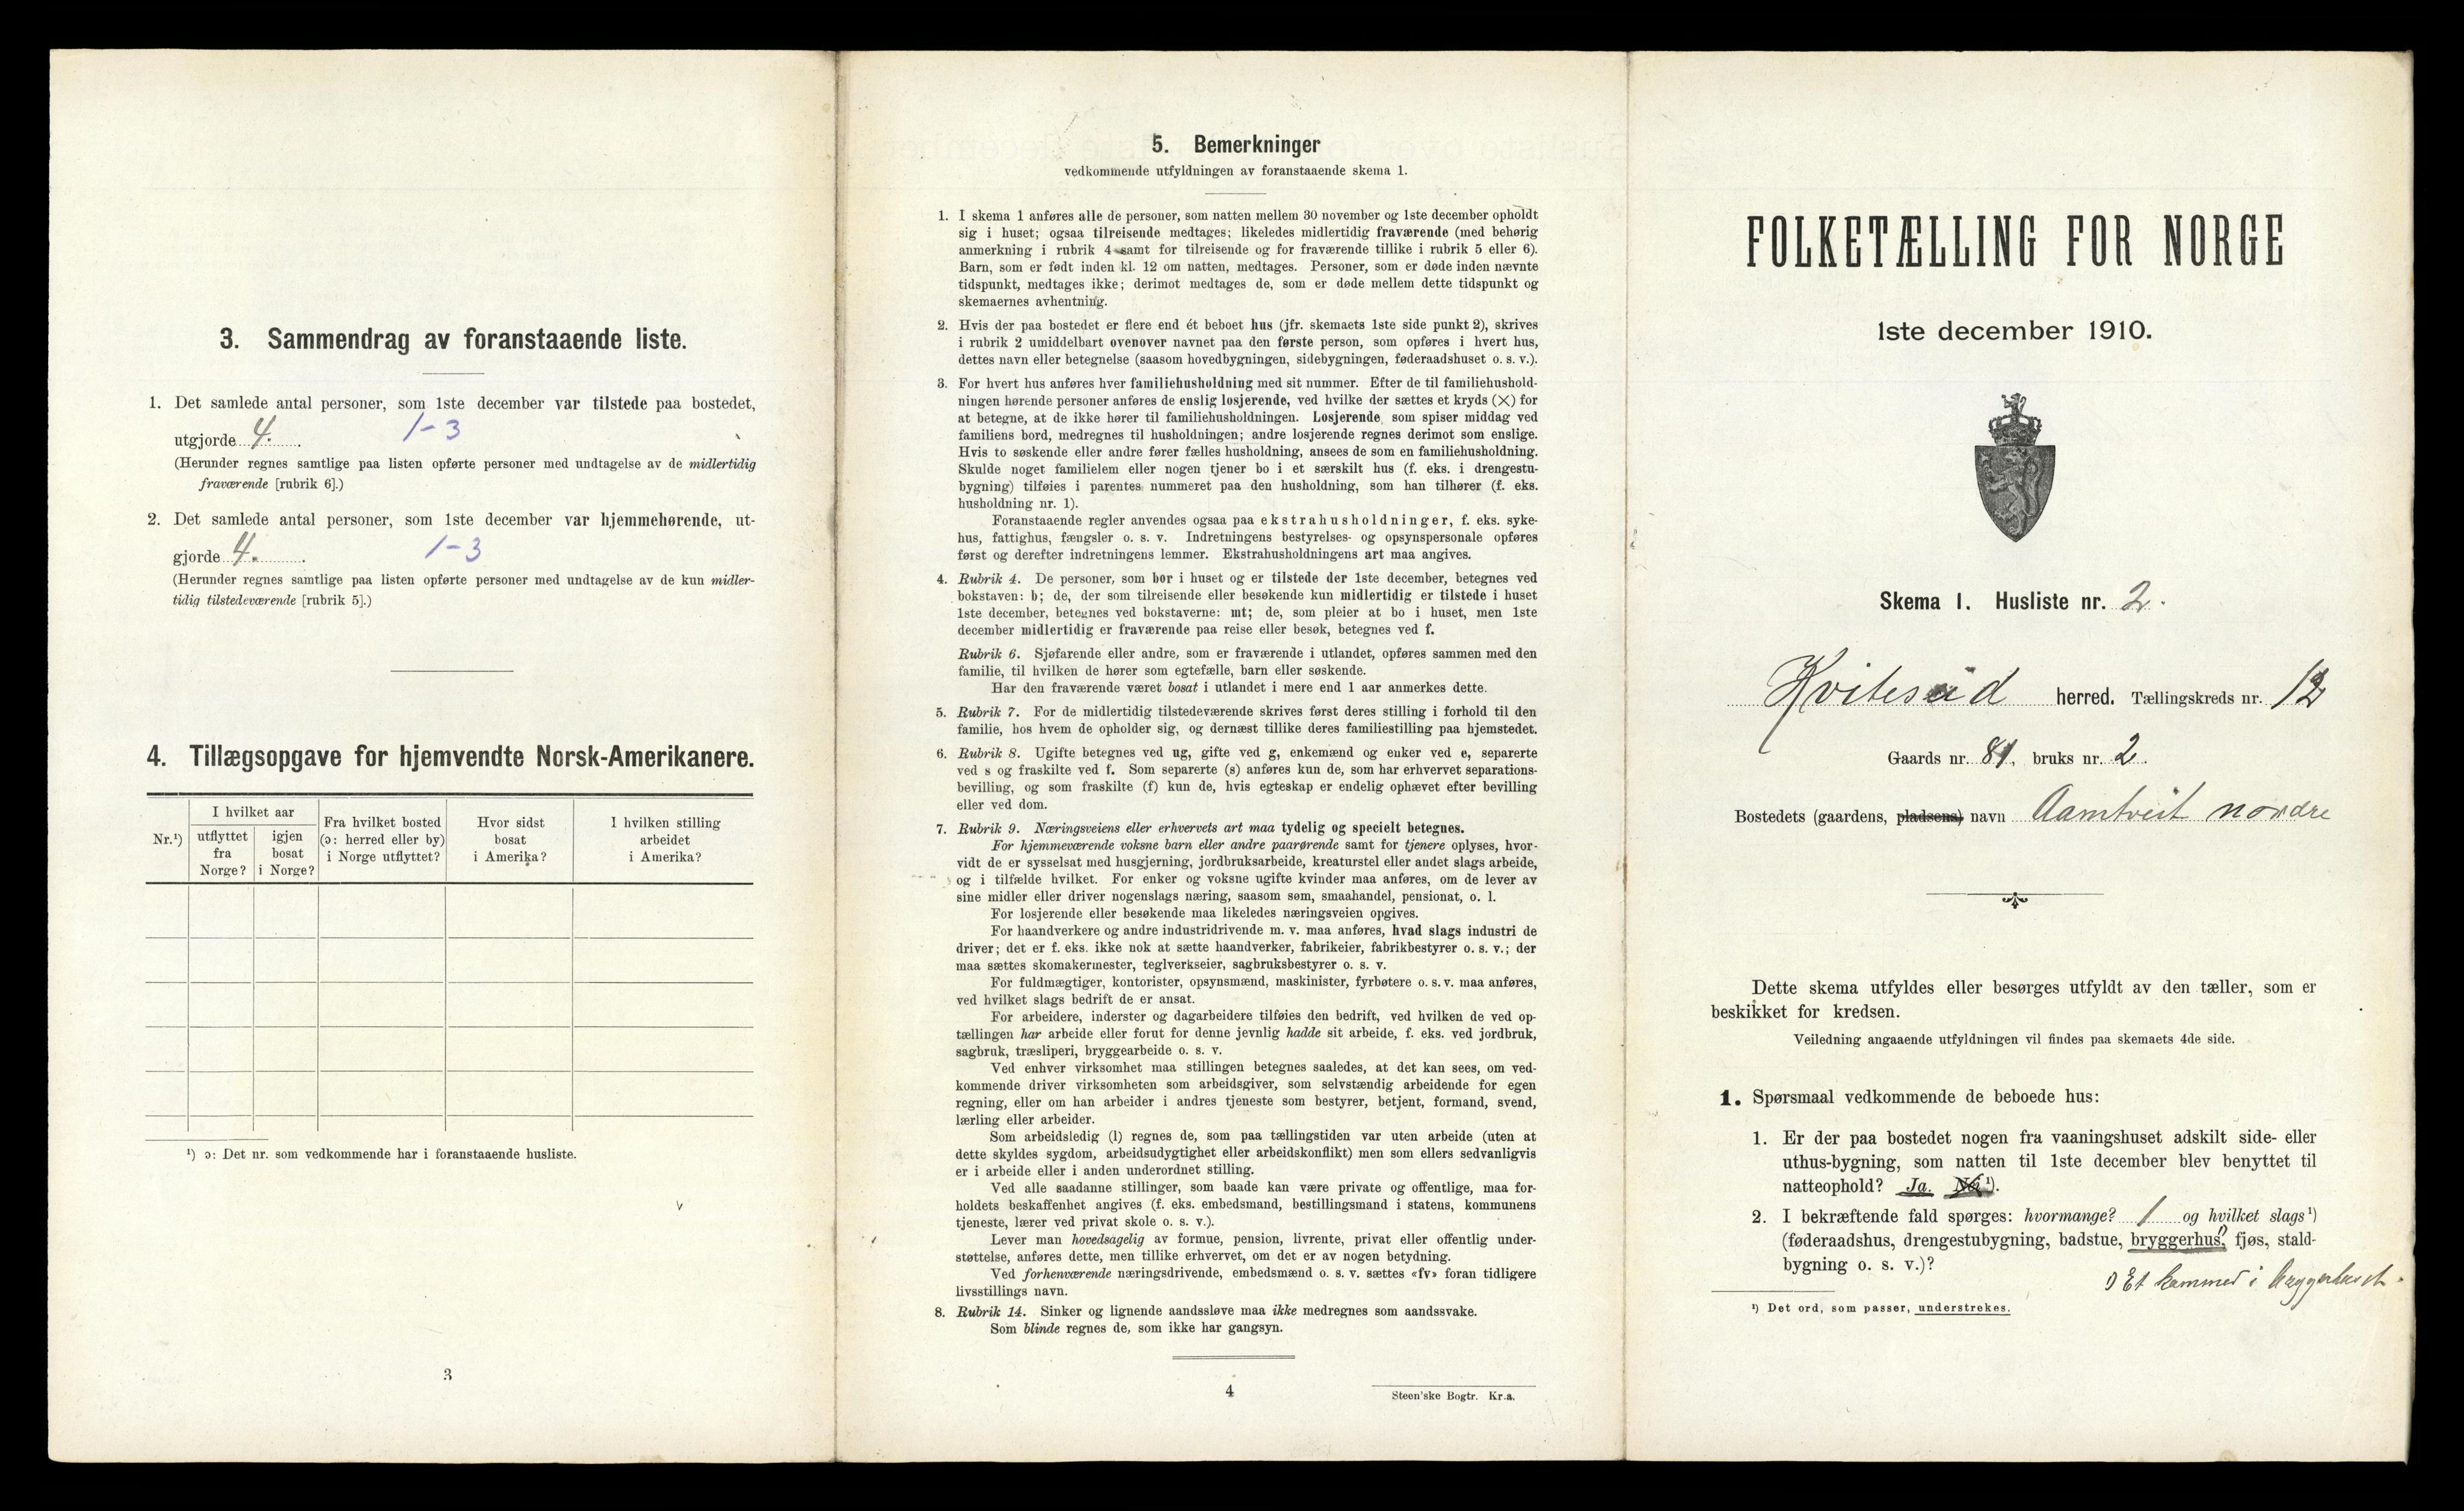 3. Sammendrag av foranstaaende liste.
1. Det samlede antal personer, som 1ste december var tilstede paa bostedet,
utgjorde 4. 1-3
(Herunder regnes samtlige paa listen opførte personer med undtagelse av de midlertidig
fraværende [rubrik 6].)
2. Det samlede antal personer, som 1ste december var hjemmehørende, ut-
gjorde 4. 1-3
(Herunder regnes samtlige paa listen opførte personer med undtagelse av de kun midler-
tidig tilstedeværende [rubrik 5].)
4. Tillægsopgave for hjemvendte Norsk-Amerikanere.
Nr.¹)
I hvilket aar
utflyttet fra Norge?
igjen bosat i Norge?
Fra hvilket bosted (ɔ: herred eller by) i Norge utflyttet?
Hvor sidst bosat i Amerika?
I hvilken stilling arbeidet i Amerika?
¹) ɔ: Det nr. som vedkommende har i foranstaaende husliste.
3
5. Bemerkninger
vedkommende utfyldningen av foranstaaende skema 1.
1. I skema 1 anføres alle de personer, som natten mellem 30 november og 1ste december opholdt
sig i huset; ogsaa tilreisende medtages; likeledes midlertidig fraværende (med behørig
anmerkning i rubrik 4 samt for tilreisende og for fraværende tillike i rubrik 5 eller 6).
Barn, som er født inden kl. 12 om natten, medtages. Personer, som er døde inden nævnte
tidspunkt, medtages ikke; derimot medtages de, som er døde mellem dette tidspunkt og
skemaernes avhentning.
2. Hvis der paa bostedet er flere end ét beboet hus (jfr. skemaets 1ste side punkt 2), skrives
i rubrik 2 umiddelbart ovenover navnet paa den første person, som opføres i hvert hus,
dettes navn eller betegnelse (saasom hovedbygningen, sidebygningen, føderaadshuset o. s. v.).
3. For hvert hus anføres hver familiehusholdning med sit nummer. Efter de til familiehushold-
ningen hørende personer anføres de enslig losjerende, ved hvilke der sættes et kryds (×) for
at betegne, at de ikke hører til familiehusholdningen. Losjerende, som spiser middag ved
familiens bord, medregnes til husholdningen; andre losjerende regnes derimot som enslige.
Hvis to søskende eller andre fører fælles husholdning, ansees de som en familiehusholdning.
Skulde noget familielem eller nogen tjener bo i et særskilt hus (f. eks. i drengestu-
bygning) tilføies i parentes nummeret paa den husholdning, som han tilhører (f. eks.
husholdning nr. 1).
Foranstaaende regler anvendes ogsaa paa ekstrahusholdninger, f. eks. syke-
hus, fattighus, fængsler o. s. v. Indretningens bestyrelses- og opsynspersonale opføres
først og derefter indretningens lemmer. Ekstrahusholdningens art maa angives.
4. Rubrik 4. De personer, som bor i huset og er tilstede der 1ste december, betegnes ved
bokstaven: b; de, der som tilreisende eller besøkende kun midlertidig er tilstede i huset
1ste december, betegnes ved bokstaverne: mt; de, som pleier at bo i huset, men 1ste
december midlertidig er fraværende paa reise eller besøk, betegnes ved f.
Rubrik 6. Sjøfarende eller andre, som er fraværende i utlandet, opføres sammen med den
familie, til hvilken de hører som egtefælle, barn eller søskende.
Har den fraværende været bosat i utlandet i mere end 1 aar anmerkes dette.
5. Rubrik 7. For de midlertidig tilstedeværende skrives først deres stilling i forhold til den
familie, hos hvem de opholder sig, og dernæst tillike deres familiestilling paa hjemstedet.
6. Rubrik 8. Ugifte betegnes ved ug, gifte ved g, enkemænd og enker ved e, separerte
ved s og fraskilte ved f. Som separerte (s) anføres kun de, som har erhvervet separations-
bevilling, og som fraskilte (f) kun de, hvis egteskap er endelig ophævet efter bevilling
eller ved dom.
7. Rubrik 9. Næringsveiens eller erhvervets art maa tydelig og specielt betegnes.
For hjemmeværende voksne barn eller andre paarørende samt for tjenere oplyses, hvor-
vidt de er sysselsat med husgjerning, jordbruksarbeide, kreaturstel eller andet slags arbeide,
og i tilfælde hvilket. For enker og voksne ugifte kvinder maa anføres, om de lever av
sine midler eller driver nogenslags næring, saasom søm, smaahandel, pensionat, o. l.
For losjerende eller besøkende maa likeledes næringsveien opgives.
For haandverkere og andre industridrivende m. v. maa anføres, hvad slags industri de
driver; det er f. eks. ikke nok at sætte haandverker, fabrikeier, fabrikbestyrer o. s. v.; der
maa sættes skomakermester, teglverkseier, sagbruksbestyrer o. s. v.
For fuldmægtiger, kontorister, opsynsmænd, maskinister, fyrbøtere o. s. v. maa anføres,
ved hvilket slags bedrift de er ansat.
For arbeidere, inderster og dagarbeidere tilføies den bedrift, ved hvilken de ved op-
tællingen har arbeide eller forut for denne jevnlig hadde sit arbeide, f. eks. ved jordbruk,
sagbruk, træsliperi, bryggearbeide o. s. v.
Ved enhver virksomhet maa stillingen betegnes saaledes, at det kan sees, om ved-
kommende driver virksomheten som arbeidsgiver, som selvstændig arbeidende for egen
regning, eller om han arbeider i andres tjeneste som bestyrer, betjent, formand, svend,
lærling eller arbeider.
Som arbeidsledig (l) regnes de, som paa tællingstiden var uten arbeide (uten at
dette skyldes sygdom, arbeidsudygtighet eller arbeidskonflikt) men som ellers sedvanligvis
er i arbeide eller i anden underordnet stilling.
Ved alle saadanne stillinger, som baade kan være private og offentlige, maa for-
holdets beskaffenhet angives (f. eks. embedsmand, bestillingsmand i statens, kommunens
tjeneste, lærer ved privat skole o. s. v.).
Lever man hovedsagelig av formue, pension, livrente, privat eller offentlig under-
støttelse, anføres dette, men tillike erhvervet, om det er av nogen betydning.
Ved forhenværende næringsdrivende, embedsmænd o. s. v. sættes «fv» foran tidligere
livsstillings navn.
8. Rubrik 14. Sinker og lignende aandssløve maa ikke medregnes som aandssvake.
Som blinde regnes de, som ikke har gangsyn.
4
Steen'ske Bogtr. Kr.a.
FOLKETÆLLING FOR NORGE
1ste december 1910.
Skema 1. Husliste nr. 2.
Kviteseid herred. Tællingskreds nr. 12
Gaards nr. 81, bruks nr. 2.
Bostedets (gaardens, pladsens) navn Aamtveit nordre
Dette skema utfyldes eller besørges utfyldt av den tæller, som er
beskikket for kredsen.
Veiledning angaaende utfyldningen vil findes paa skemaets 4de side.
1. Spørsmaal vedkommende de beboede hus:
1. Er der paa bostedet nogen fra vaaningshuset adskilt side- eller
uthus-bygning, som natten til 1ste december blev benyttet til
natteophold? Ja. Nei ¹).
2. I bekræftende fald spørges: hvormange? 1 og hvilket slags ¹)
(føderaadshus, drengestubygning, badstue, bryggerhus, fjøs, stald-
bygning o. s. v.)?
Et kammer i bryggerhuset.
¹) Det ord, som passer, understrekes.